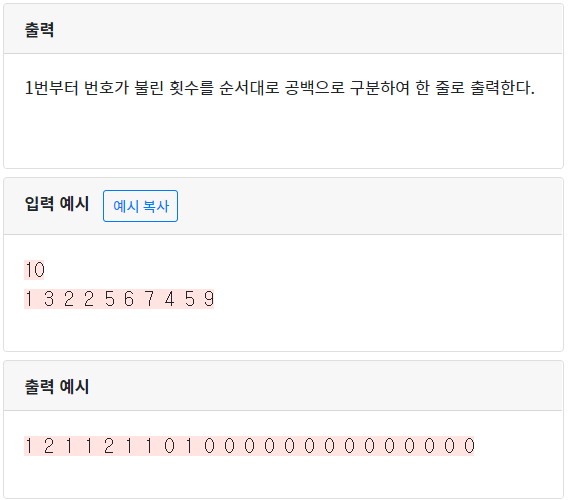 출력
1번부터 번호가 불린 횟수를 순서대로 공백으로 구분하여 한 줄로 출력한다.
입력 예시 예시 복사
10
1 3 2 2 5 6 7 4 5 9
출력 예시
1 2 1 1 2 1 1 0 1 0 0 0 0 0 0 0 0 0 0 0 0 0 0